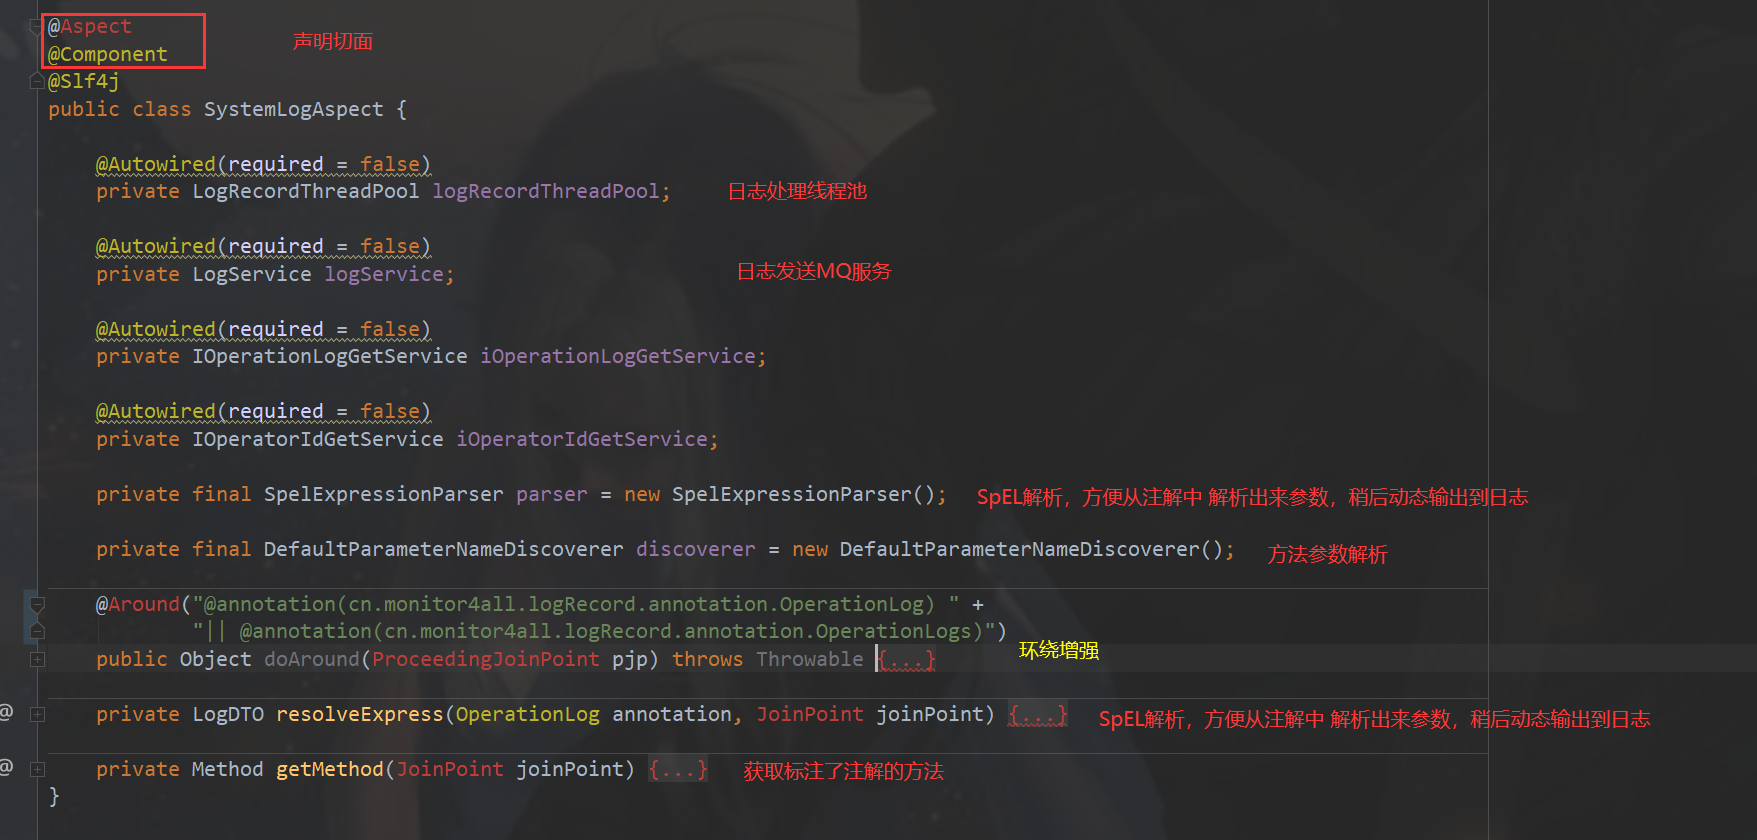 @Aspect
声明切面
@Component
@Slf4j
public class SystemLogAspect {
@Autowired(required = false)
private LogRecordThreadPool logRecordThreadPool; 日志处理线程池
@Autowired(required = false)
private LogService logService; 日志发送MQ服务
@Autowired(required = false)
private IOperationLogGetService iOperationLogGetService;
@Autowired(required = false)
private IOperatorIdGetService iOperatorIdGetService;
private final SpelExpressionParser parser = new SpelExpressionParser(); SpEL解析，方便从注解中 解析出来参数，稍后动态输出到日志
private final DefaultParameterNameDiscoverer discoverer = new DefaultParameterNameDiscoverer(); 方法参数解析
@Around("@annotation(cn.monitor4all.logRecord.annotation.OperationLog) " +
"|| @annotation(cn.monitor4all.logRecord.annotation.OperationLogs)")
public Object doAround(ProceedingJoinPoint pjp) throws Throwable {...} 环绕增强
@ private LogDTO resolveExpress(OperationLog annotation, JoinPoint joinPoint) {...} SpEL解析，方便从注解中 解析出来参数，稍后动态输出到日志
@ private Method getMethod(JoinPoint joinPoint) {...} 获取标注了注解的方法
}